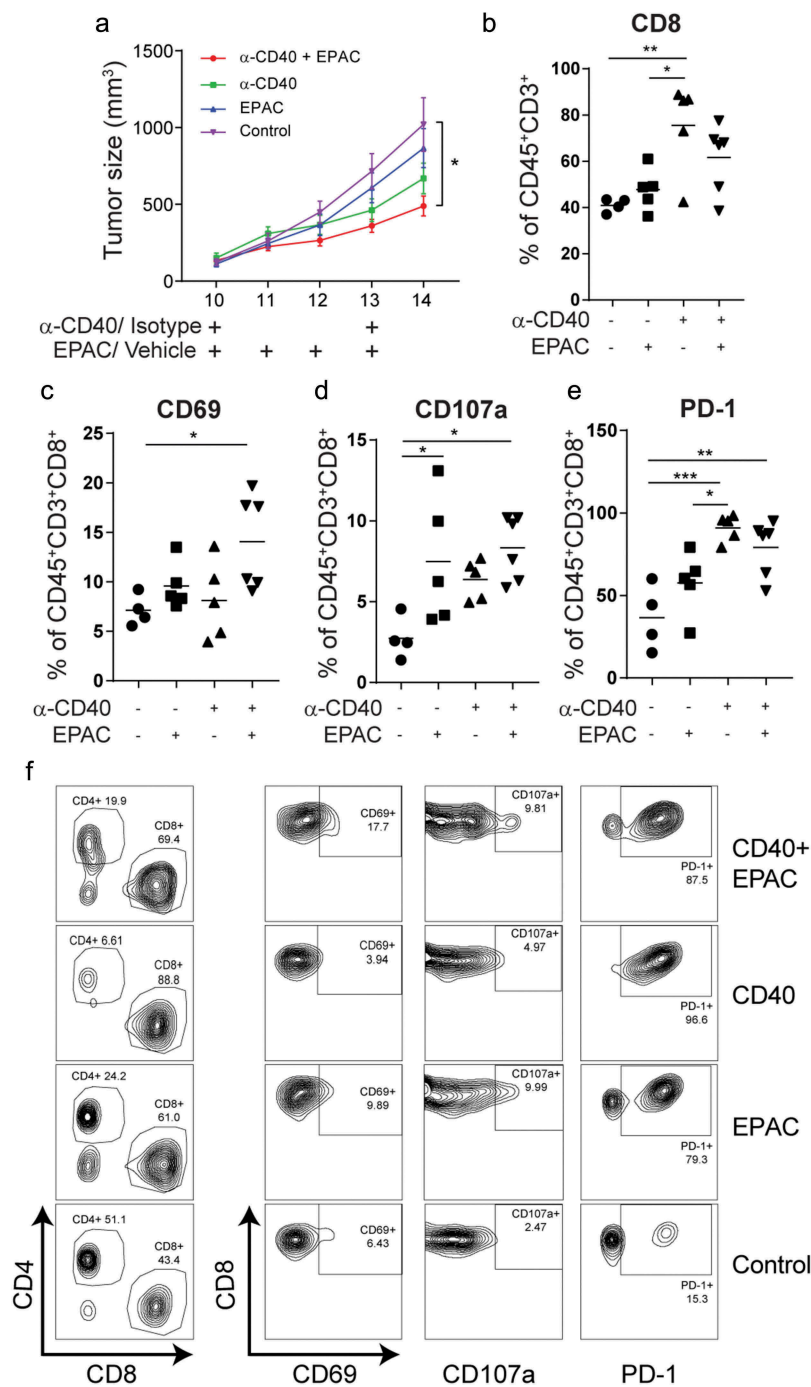 a
Tumor size (mm³)
1500
1000
500
0
α-CD40 + EPAC
α-CD40
EPAC
Control
*
10 11 12 13 14
α-CD40/ Isotype + +
EPAC/ Vehicle + + + +
b
CD8
% of CD45⁺CD3⁺
100
80
60
40
20
0
**
*
α-CD40 - - + +
EPAC - + - +
c
CD69
% of CD45⁺CD3⁺CD8⁺
25
20
15
10
5
0
*
α-CD40 - - + +
EPAC - + - +
d
CD107a
% of CD45⁺CD3⁺CD8⁺
15
10
5
0
*
*
- - + +
- + - +
e
PD-1
% of CD45⁺CD3⁺CD8⁺
150
100
50
0
**
***
*
α-CD40 - - + +
EPAC - + - +
f
CD4+ 19.9
CD8+
69.4
CD69+
17.7
CD107a+
9.81
PD-1+
87.5
CD40+
EPAC
CD4+ 6.61
CD8+
88.8
CD69+
3.94
CD107a+
4.97
PD-1+
96.6
CD40
CD4+ 24.2
CD8+
61.0
CD69+
9.89
CD107a+
9.99
PD-1+
79.3
EPAC
CD4+ 51.1
CD8+
43.4
CD69+
6.43
CD107a+
2.47
PD-1+
15.3
Control
CD4
CD8
CD8
CD69
CD107a
PD-1